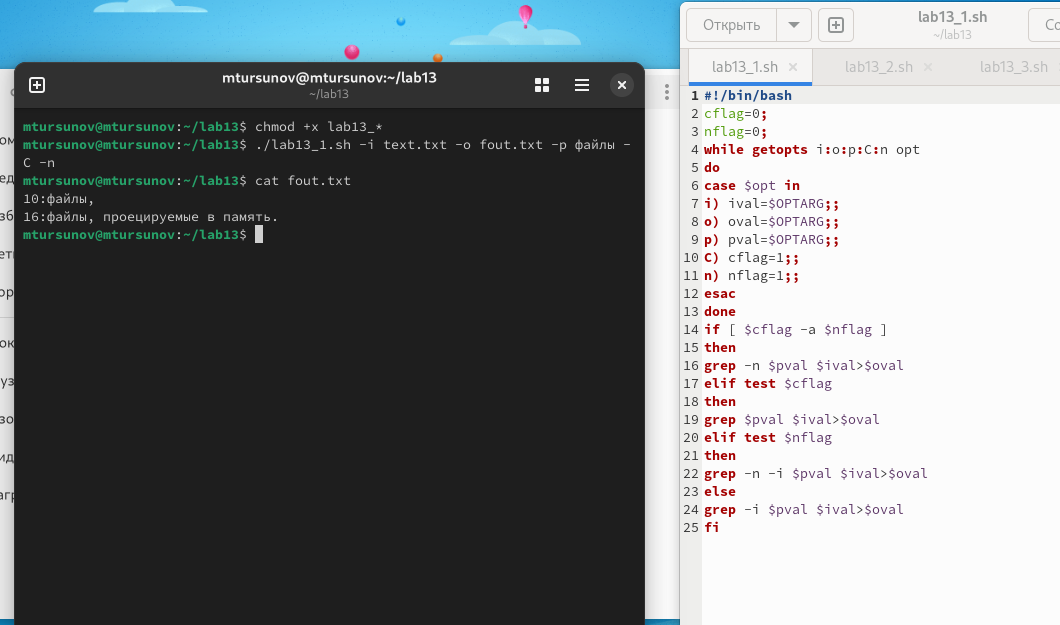 mtursunov@mtursunov:~/lab13
~/lab13
mtursunov@mtursunov:~/lab13$ chmod +x lab13_*
mtursunov@mtursunov:~/lab13$ ./lab13_1.sh -i text.txt -o fout.txt -p файлы -
C -n
mtursunov@mtursunov:~/lab13$ cat fout.txt
10:файлы,
16:файлы, проецируемые в память.
mtursunov@mtursunov:~/lab13$
Открыть
lab13_1.sh
~/lab13
lab13_1.sh
lab13_2.sh
lab13_3.sh
1 #!/bin/bash
2 cflag=0;
3 nflag=0;
4 while getopts i:o:p:C:n opt
5 do
6 case $opt in
7 i) ival=$OPTARG;;
8 o) oval=$OPTARG;;
9 p) pval=$OPTARG;;
10 C) cflag=1;;
11 n) nflag=1;;
12 esac
13 done
14 if [ $cflag -a $nflag ]
15 then
16 grep -n $pval $ival>$oval
17 elif test $cflag
18 then
19 grep $pval $ival>$oval
20 elif test $nflag
21 then
22 grep -n -i $pval $ival>$oval
23 else
24 grep -i $pval $ival>$oval
25 fi